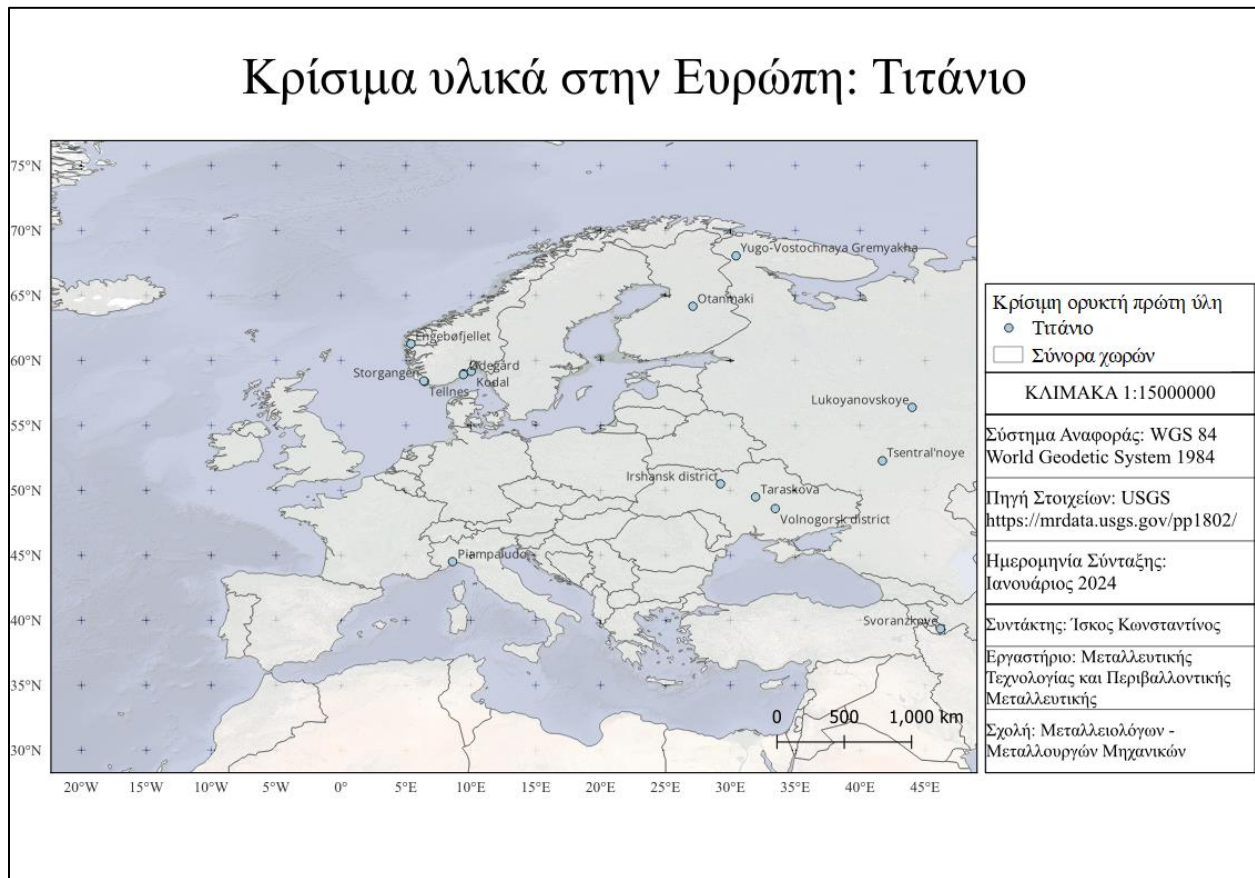 Κρίσιμα υλικά στην Ευρώπη: Τιτάνιο
75°N
70°N
65°N
60°N
55°N
50°N
45°N
40°N
35°N
30°N
20°W
15°W
10°W
5°W
0°
5°E
10°E
15°E
20°E
25°E
30°E
35°E
40°E
45°E
Yugo-Vostochnaya Gremyakha
Otanmaki
Engebøfjellet
Ødegård
Storgangen
Kodal
Tellnes
Lukoyanovskoye
Tsentral'noye
Irshansk district
Taraskova
Volnogorsk district
Piampaludo
Svoranzkoye
0 500 1,000 km
Κρίσιμη ορυκτή πρώτη ύλη
Τιτάνιο
Σύνορα χωρών
ΚΛΙΜΑΚΑ 1:15000000
Σύστημα Αναφοράς: WGS 84
World Geodetic System 1984
Πηγή Στοιχείων: USGS
https://mrdata.usgs.gov/pp1802/
Ημερομηνία Σύνταξης:
Ιανουάριος 2024
Συντάκτης: Ίσκος Κωνσταντίνος
Εργαστήριο: Μεταλλευτικής
Τεχνολογίας και Περιβαλλοντικής
Μεταλλευτικής
Σχολή: Μεταλλειολόγων -
Μεταλλουργών Μηχανικών